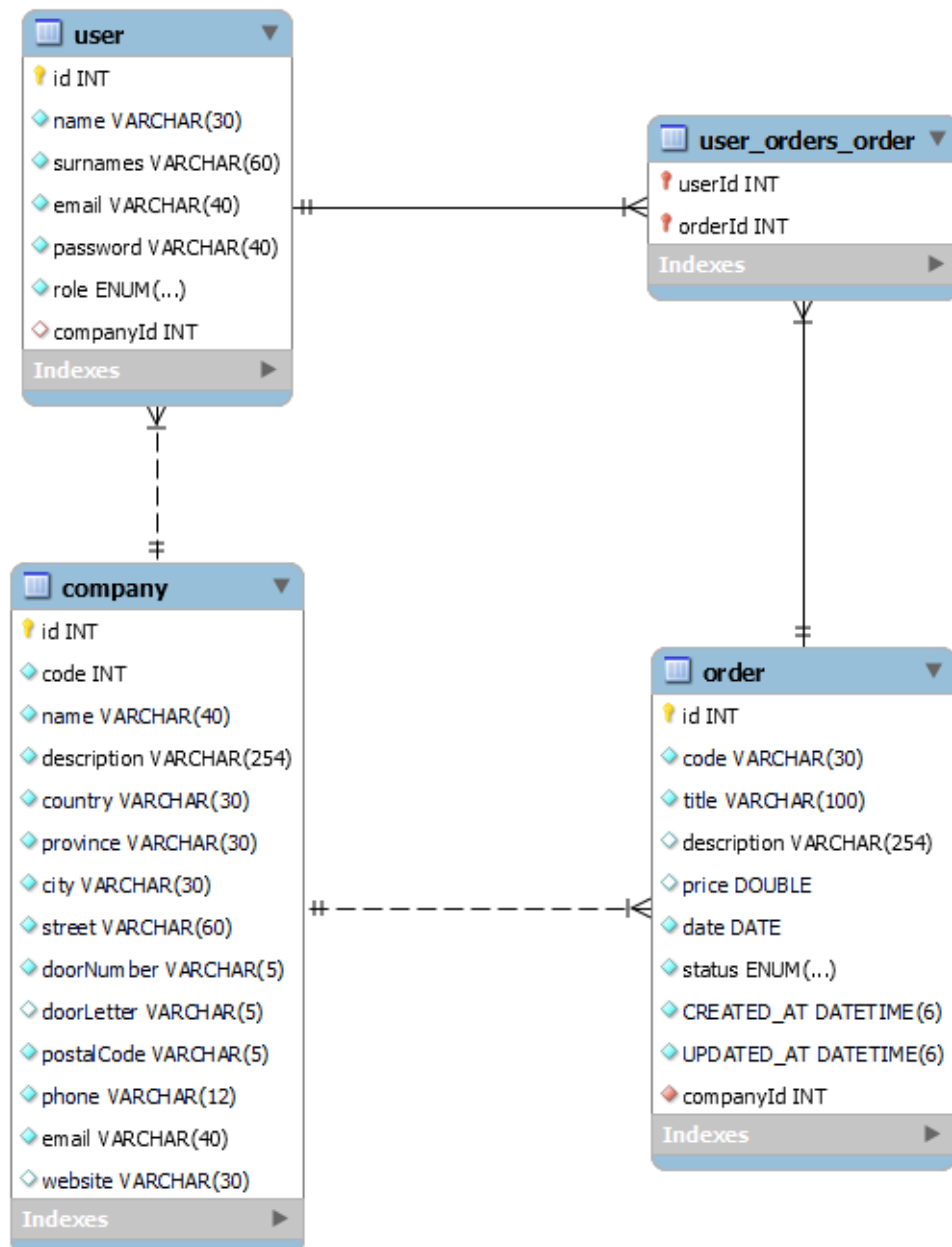 user
id INT
name VARCHAR(30)
surnames VARCHAR(60)
email VARCHAR(40)
password VARCHAR(40)
role ENUM(...)
companyId INT
Indexes
user_orders_order
userId INT
orderId INT
Indexes
company
id INT
code INT
name VARCHAR(40)
description VARCHAR(254)
country VARCHAR(30)
province VARCHAR(30)
city VARCHAR(30)
street VARCHAR(60)
doorNumber VARCHAR(5)
doorLetter VARCHAR(5)
postalCode VARCHAR(5)
phone VARCHAR(12)
email VARCHAR(40)
website VARCHAR(30)
Indexes
order
id INT
code VARCHAR(30)
title VARCHAR(100)
description VARCHAR(254)
price DOUBLE
date DATE
status ENUM(...)
CREATED_AT DATETIME(6)
UPDATED_AT DATETIME(6)
companyId INT
Indexes